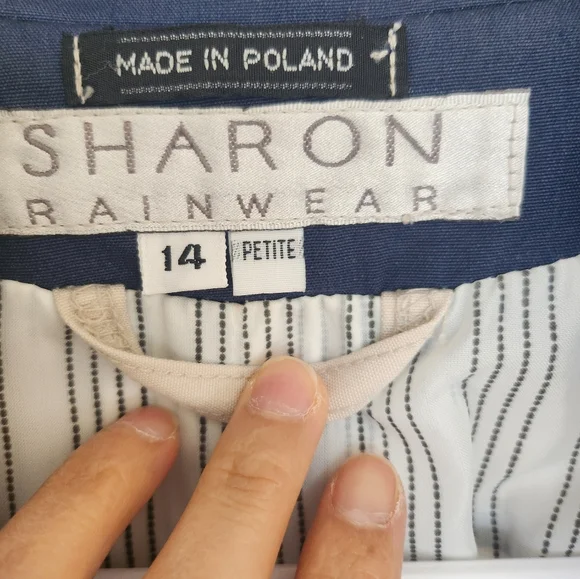 MADE IN POLAND
SHARON
RAINWEAR
14 PETITE